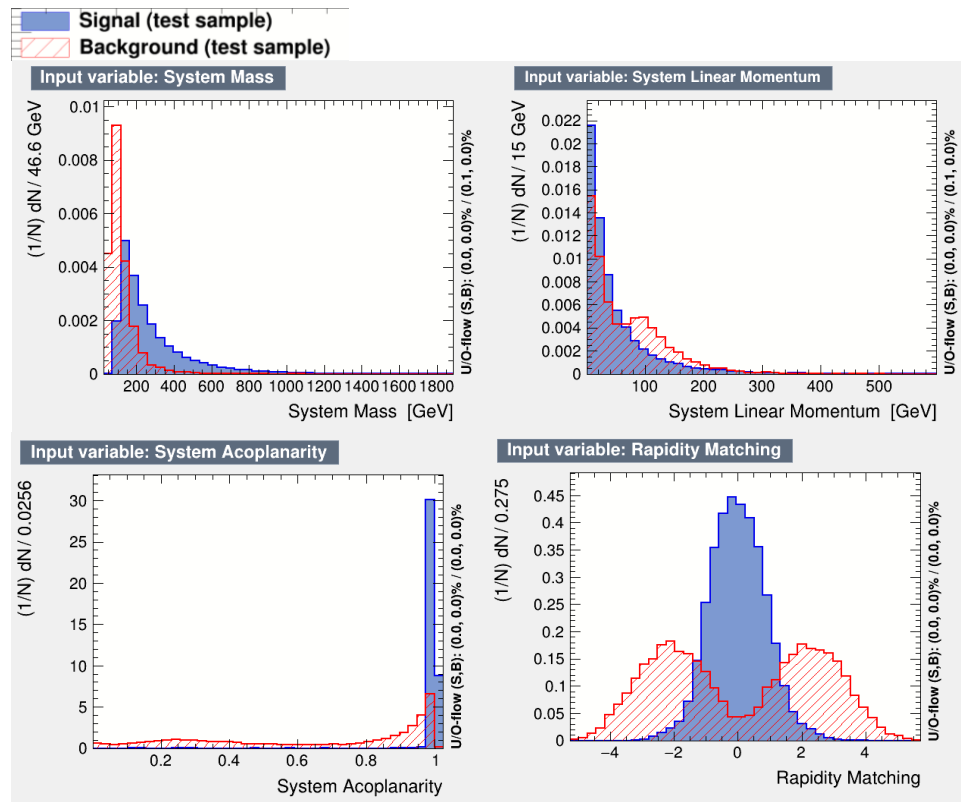 Signal (test sample)
Background (test sample)
Input variable: System Mass
(1/N) dN / 46.6 GeV
0.01
0.008
0.006
0.004
0.002
0
200 400 600 800 1000 1200 1400 1600 1800
System Mass [GeV]
U/O-flow (S,B): (0.0, 0.0)% / (0.1, 0.0)%
Input variable: System Linear Momentum
(1/N) dN / 15 GeV
0.022
0.02
0.018
0.016
0.014
0.012
0.01
0.008
0.006
0.004
0.002
0
100 200 300 400 500
System Linear Momentum [GeV]
U/O-flow (S,B): (0.0, 0.0)% / (0.1, 0.0)%
Input variable: System Acoplanarity
(1/N) dN / 0.0256
30
25
20
15
10
5
0
0.2 0.4 0.6 0.8 1
System Acoplanarity
U/O-flow (S,B): (0.0, 0.0)% / (0.0, 0.0)%
Input variable: Rapidity Matching
(1/N) dN / 0.275
0.45
0.4
0.35
0.3
0.25
0.2
0.15
0.1
0.05
0
−4 −2 0 2 4
Rapidity Matching
U/O-flow (S,B): (0.0, 0.0)% / (0.0, 0.0)%